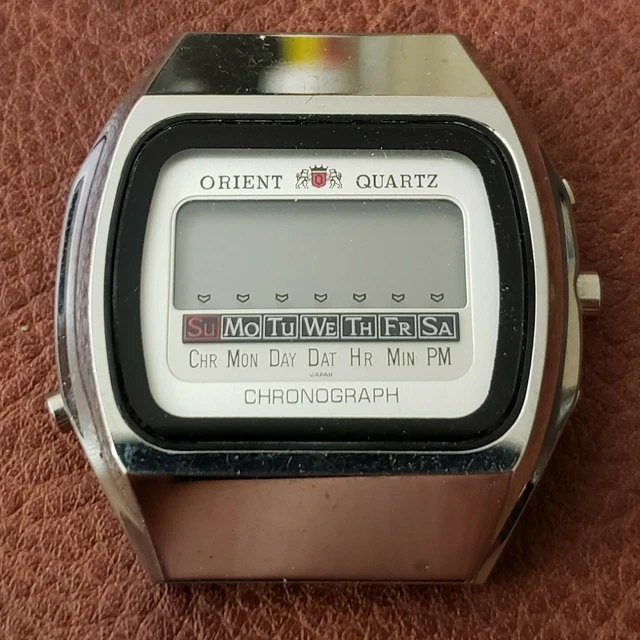 ORIENT QUARTZ
Su Mo Tu We Th Fr Sa
CHR MON DAY DAT HR MIN PM
JAPAN
CHRONOGRAPH